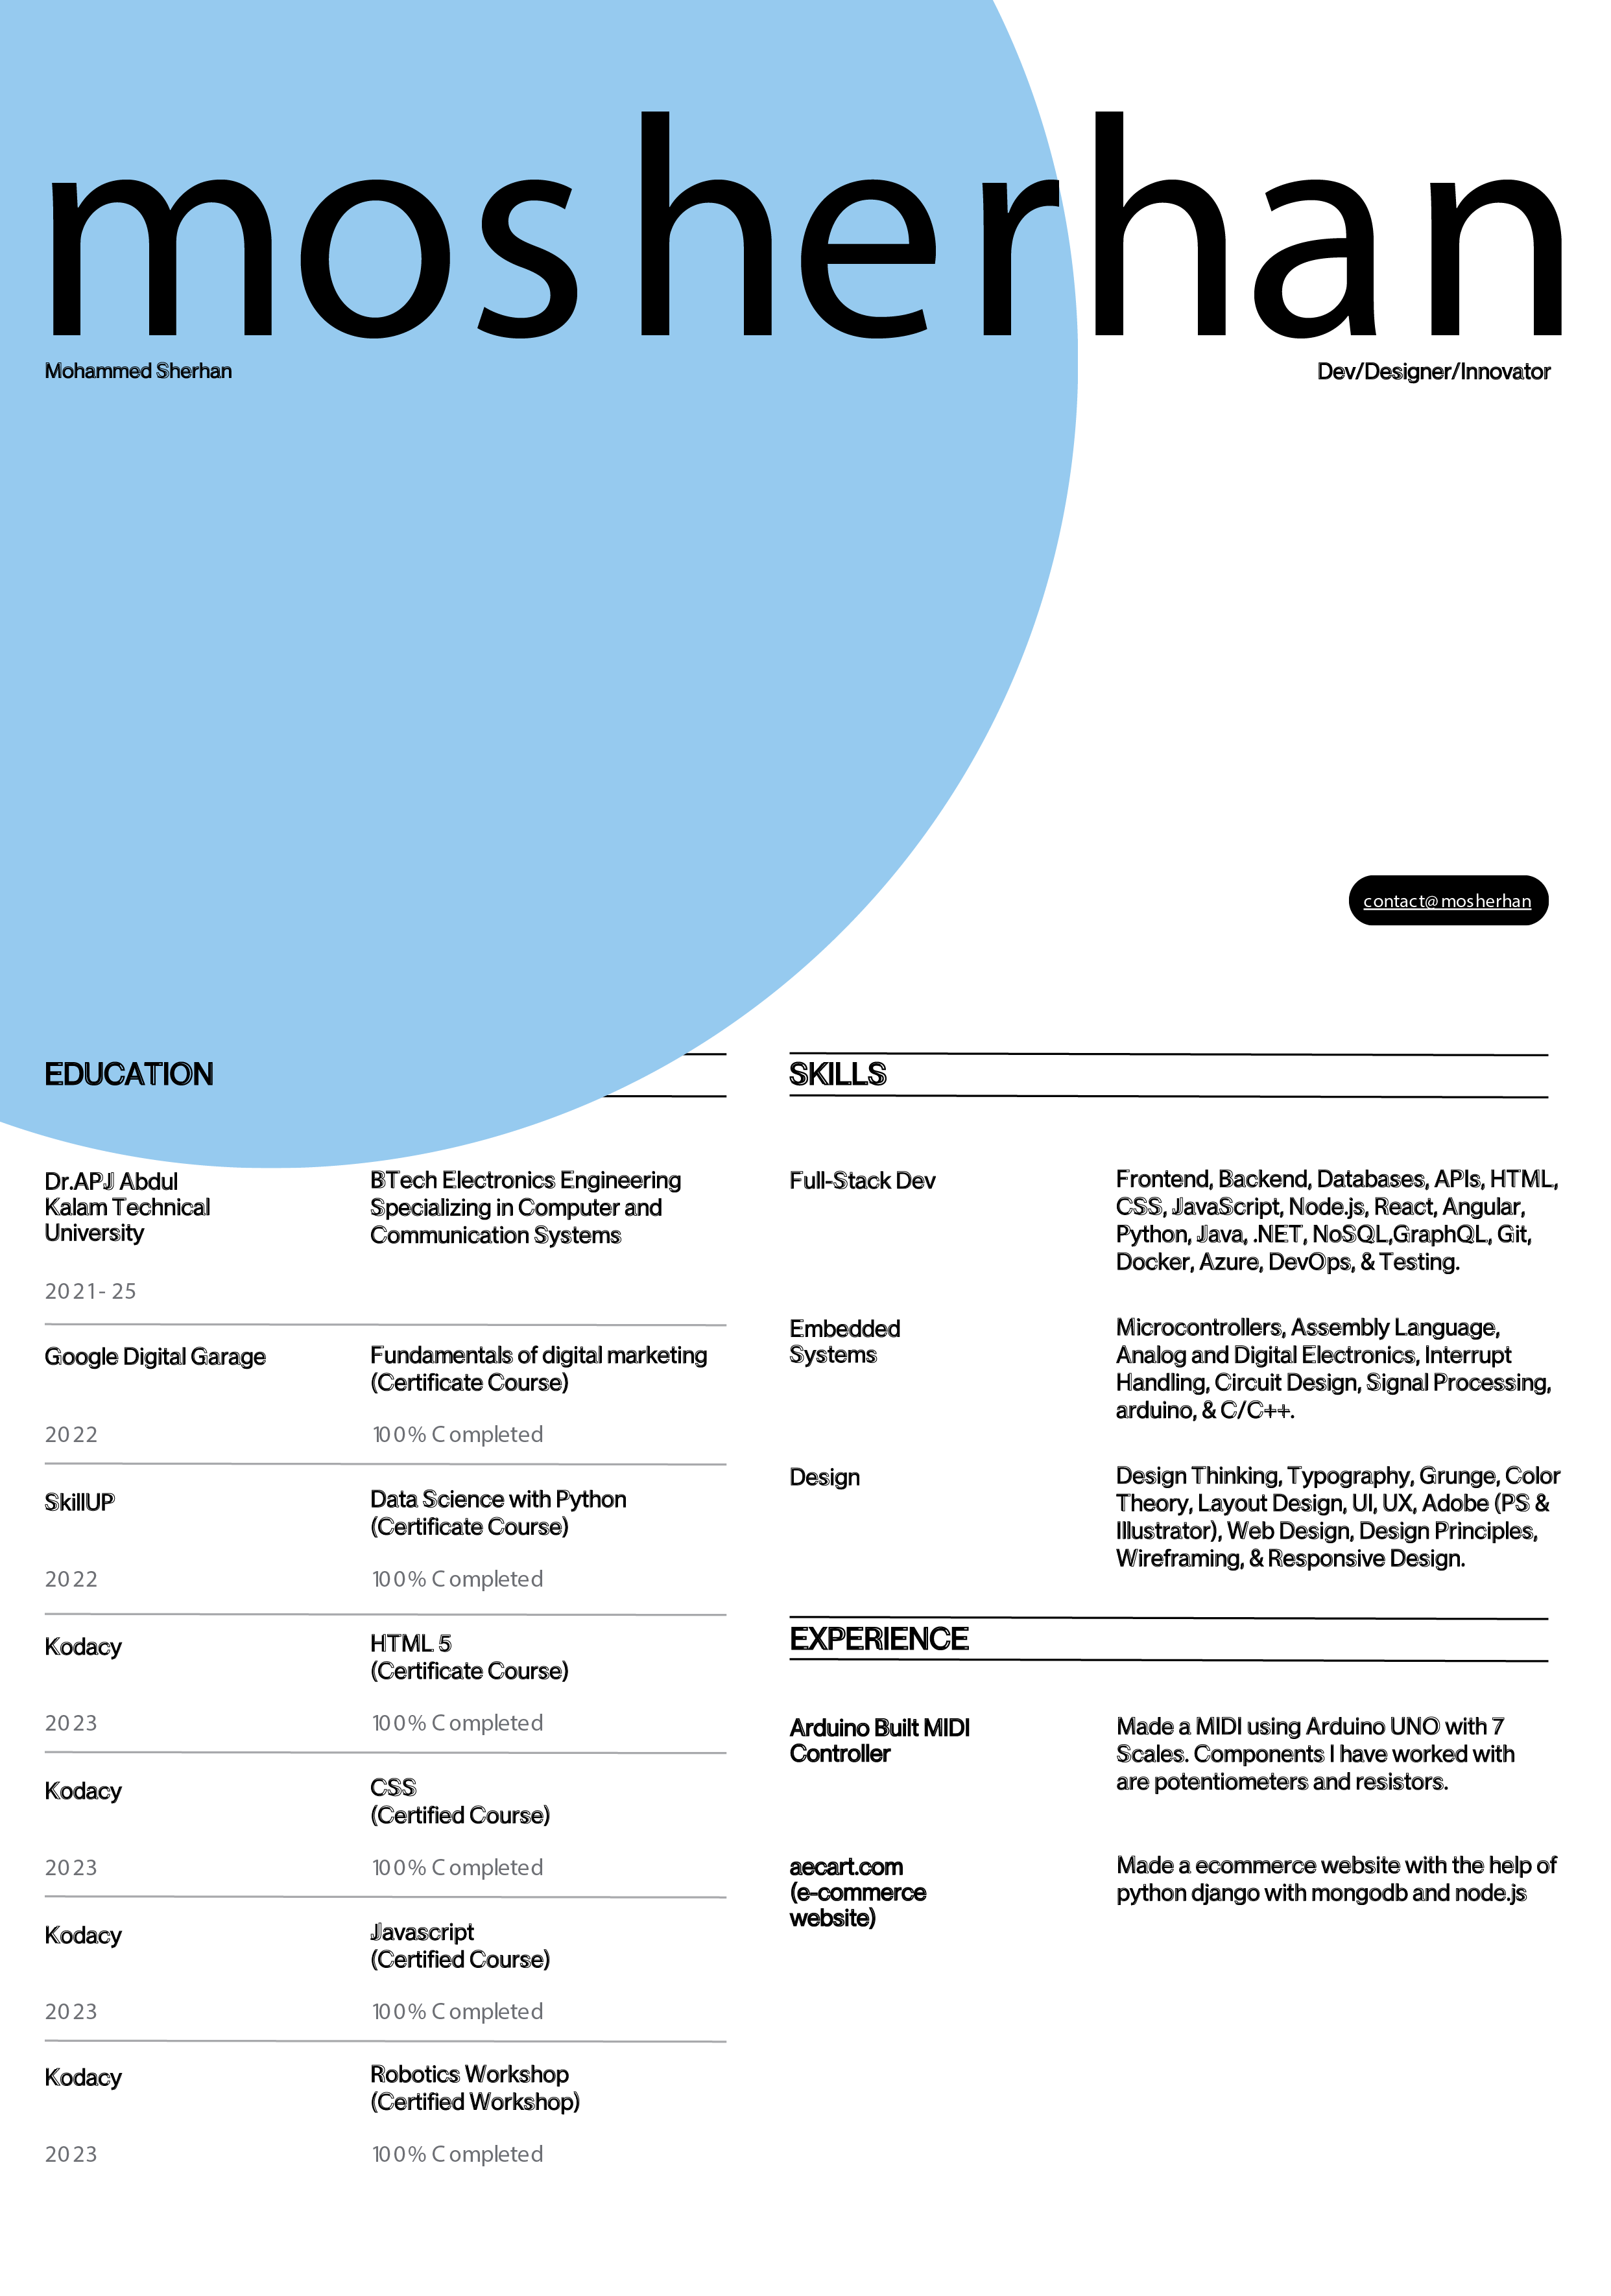 mosherhan
Mohammed Sherhan
Dev/Designer/Innovator
contact@mosherhan
EDUCATION
Dr.APJ Abdul
Kalam Technical
University
BTech Electronics Engineering
Specializing in Computer and
Communication Systems
2021- 25
Google Digital Garage
Fundamentals of digital marketing
(Certificate Course)
2022
100% Completed
SkillUP
Data Science with Python
(Certificate Course)
2022
100% Completed
Kodacy
HTML 5
(Certificate Course)
2023
100% Completed
Kodacy
CSS
(Certified Course)
2023
100% Completed
Kodacy
Javascript
(Certified Course)
2023
100% Completed
Kodacy
Robotics Workshop
(Certified Workshop)
2023
100% Completed
SKILLS
Full-Stack Dev
Frontend, Backend, Databases, APIs, HTML,
CSS, JavaScript, Node.js, React, Angular,
Python, Java, .NET, NoSQL,GraphQL, Git,
Docker, Azure, DevOps, & Testing.
Embedded
Systems
Microcontrollers, Assembly Language,
Analog and Digital Electronics, Interrupt
Handling, Circuit Design, Signal Processing,
arduino, & C/C++.
Design
Design Thinking, Typography, Grunge, Color
Theory, Layout Design, UI, UX, Adobe (PS &
Illustrator), Web Design, Design Principles,
Wireframing, & Responsive Design.
EXPERIENCE
Arduino Built MIDI
Controller
Made a MIDI using Arduino UNO with 7
Scales. Components I have worked with
are potentiometers and resistors.
aecart.com
(e-commerce
website)
Made a ecommerce website with the help of
python django with mongodb and node.js